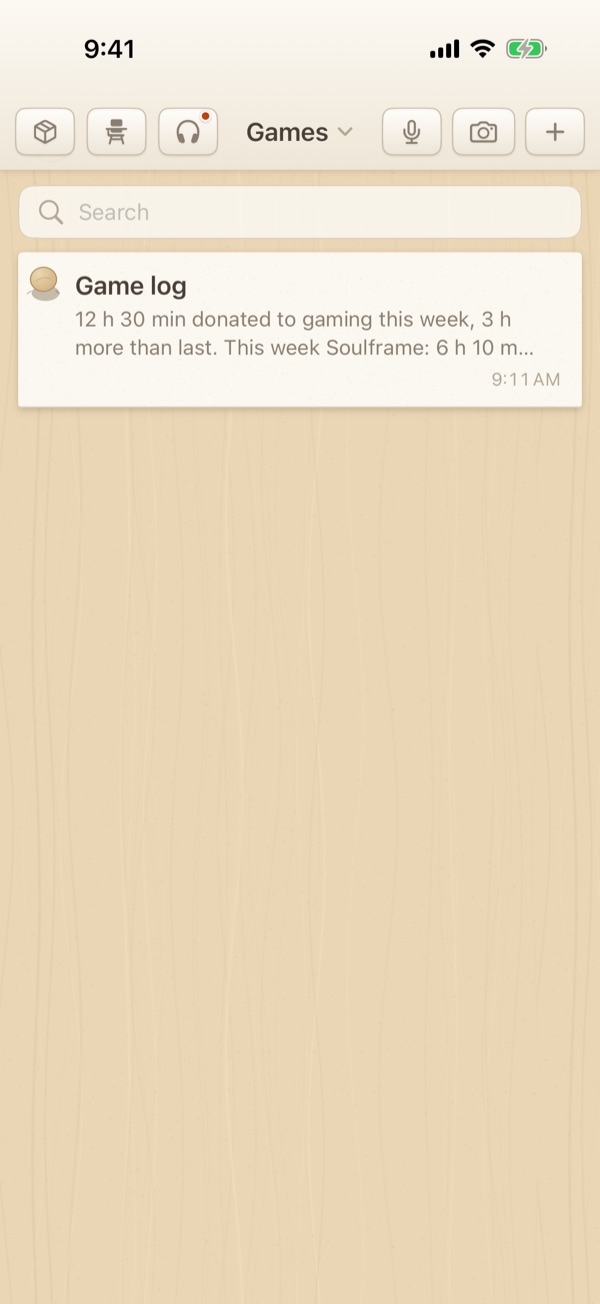 9:41
Games
Search
Game log
12 h 30 min donated to gaming this week, 3 h
more than last. This week Soulframe: 6 h 10 m...
9:11 AM